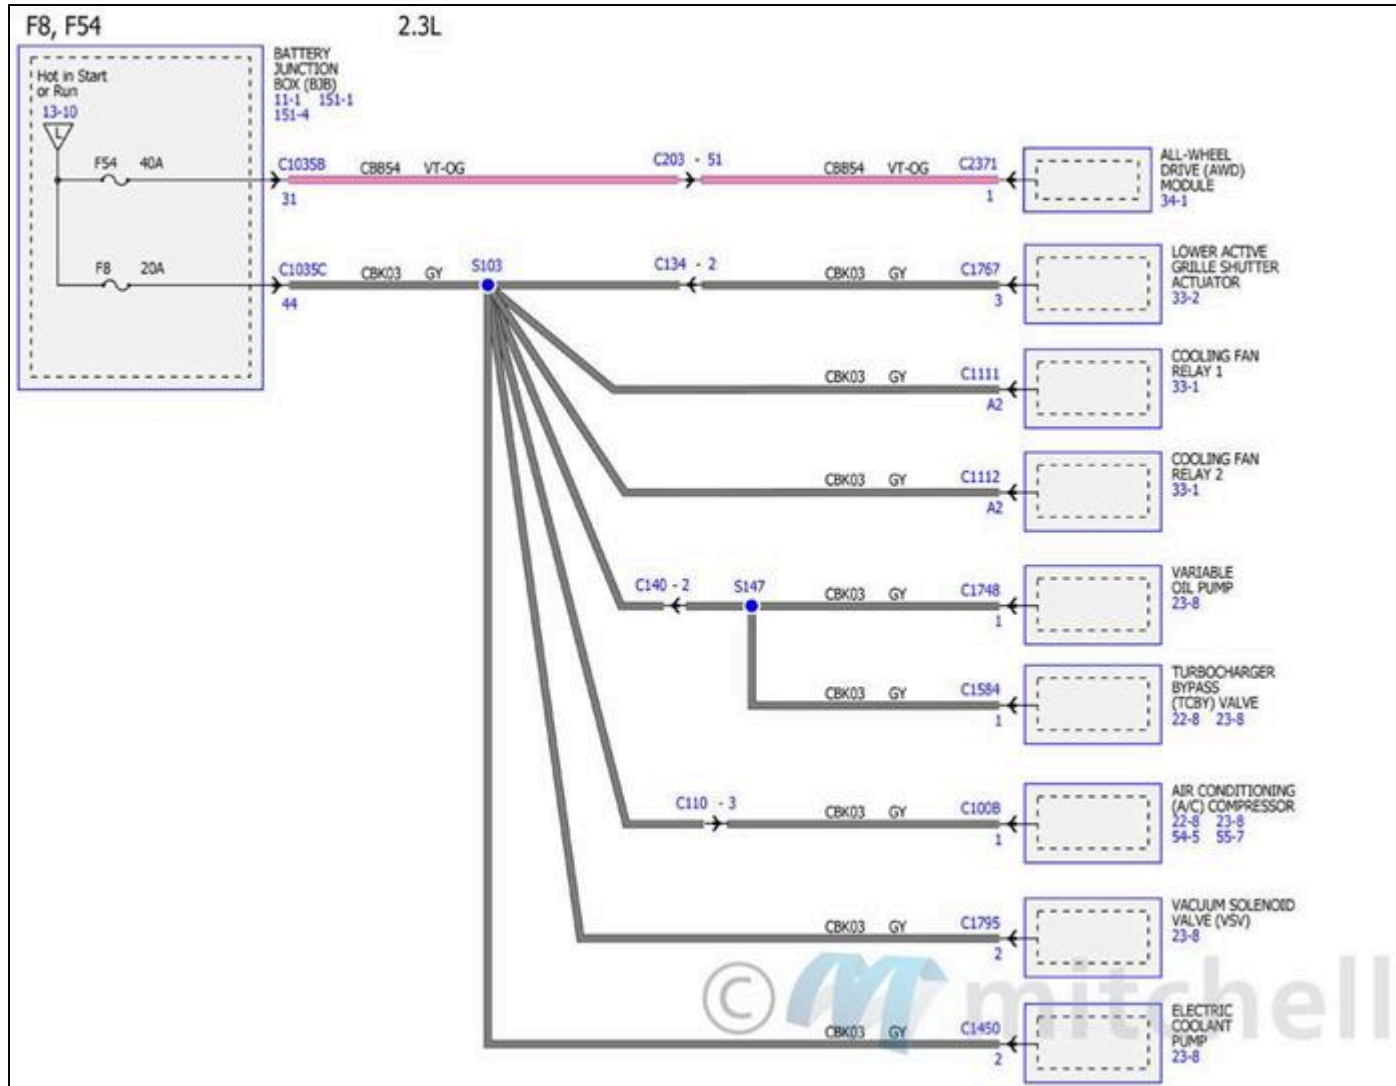 F8, F54
2.3L
BATTERY
JUNCTION
BOX (BJB)
11-1 151-1
151-4
Hot in Start
or Run
13-10
L
F54 40A
C1035B
31
CBB54 VT-OG
C203 - 51
CBB54 VT-OG
C2371
1
ALL-WHEEL
DRIVE (AWD)
MODULE
34-1
F8 20A
C1035C
44
CBK03 GY
S103
C134 - 2
CBK03 GY
C1767
3
LOWER ACTIVE
GRILLE SHUTTER
ACTUATOR
33-2
CBK03 GY
C1111
A2
COOLING FAN
RELAY 1
33-1
CBK03 GY
C1112
A2
COOLING FAN
RELAY 2
33-1
C140 - 2
S147
CBK03 GY
C1748
1
VARIABLE
OIL PUMP
23-8
CBK03 GY
C1584
1
TURBOCHARGER
BYPASS
(TCBY) VALVE
22-8 23-8
C110 - 3
CBK03 GY
C100B
1
AIR CONDITIONING
(A/C) COMPRESSOR
22-8 23-8
54-5 55-7
CBK03 GY
C1795
2
VACUUM SOLENOID
VALVE (VSV)
23-8
CBK03 GY
C1450
2
ELECTRIC
COOLANT
PUMP
23-8
© M mitchell